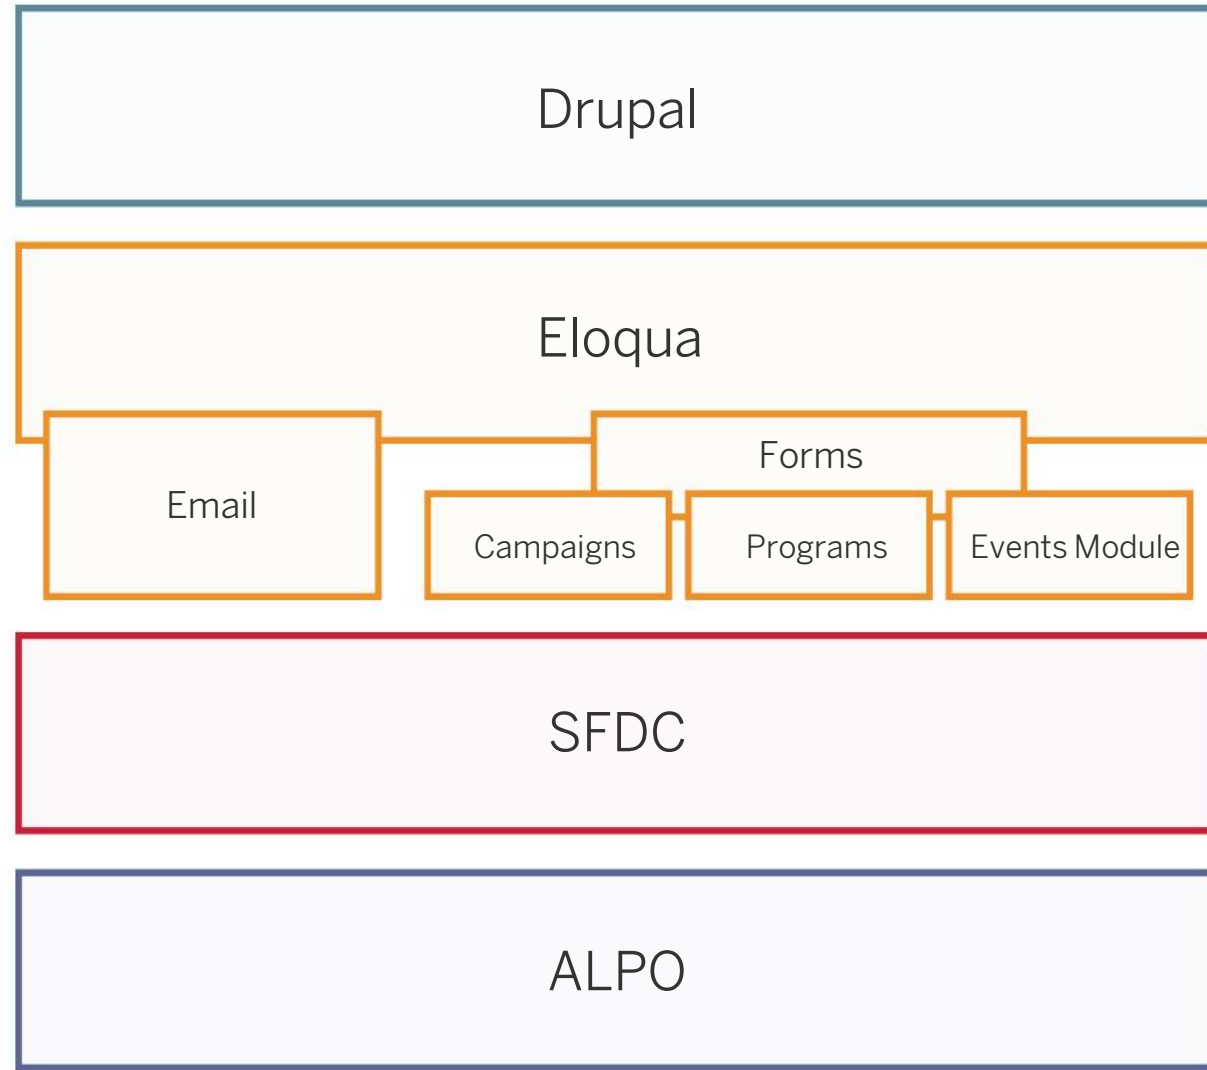 Drupal
Eloqua
Forms
Email
Campaigns
Programs
Events Module
SFDC
ALPO